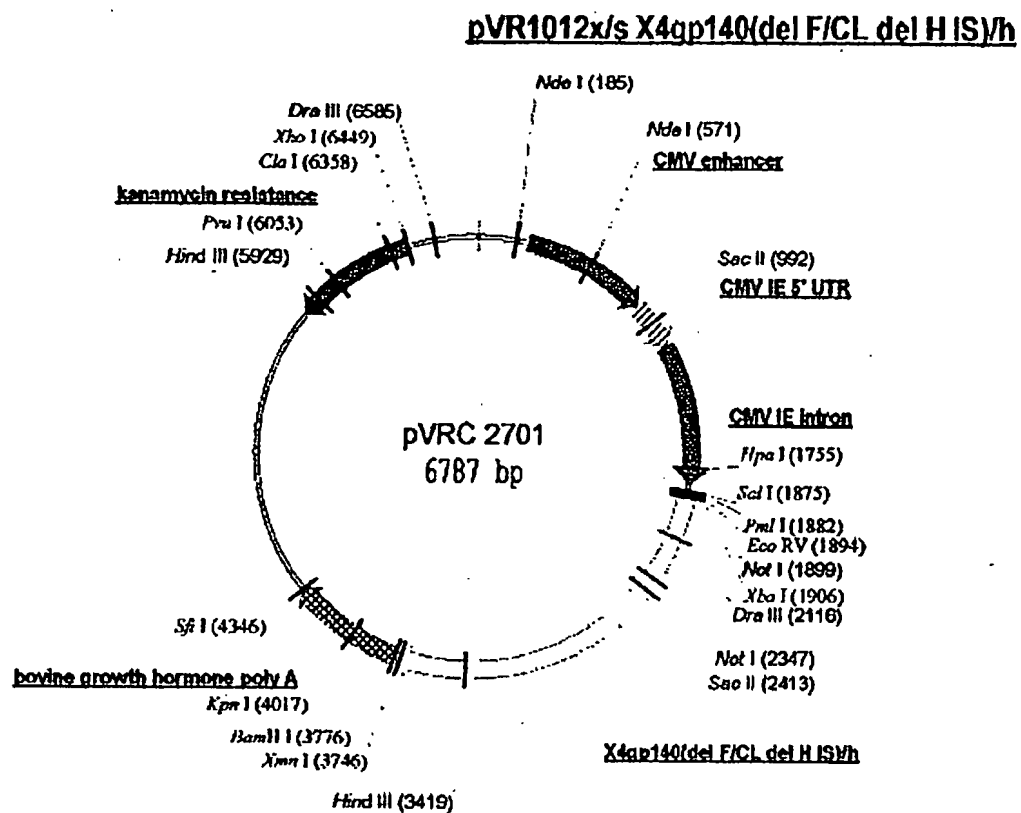 pVR1012x/s X4gp140(del F/CL del H IS)/h
Nde I (185)
Dra III (6585)
Xho I (6449)
Cla I (6358)
Nde I (571)
CMV enhancer
kanamycin resistance
Pvu I (6053)
Hind III (5929)
Sac II (992)
CMV IE 5' UTR
pVRC 2701
6787 bp
CMV IE Intron
Hpa I (1755)
Sal I (1875)
Pml I (1882)
Eco RV (1894)
Not I (1899)
Xba I (1906)
Dra III (2116)
Sfi I (4346)
Not I (2347)
Sac II (2413)
bovine growth hormone poly A
Kpn I (4017)
BamH I (3776)
Xmn I (3746)
X4gp140(del F/CL del H IS)/h
Hind III (3419)